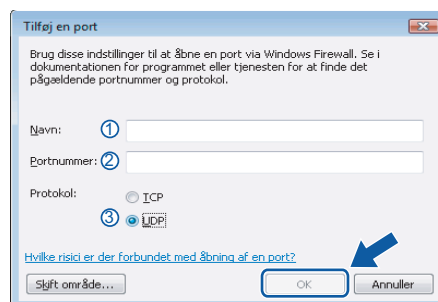 Tilføj en port
Brug disse indstillinger til at åbne en port via Windows Firewall. Se i
dokumentationen for programmet eller tjenesten for at finde det
pågældende portnummer og protokol.
Navn: 1
Portnummer: 2
Protokol: TCP
3 UDP
Hvilke risici er der forbundet med åbning af en port?
Skift område... OK Annuller